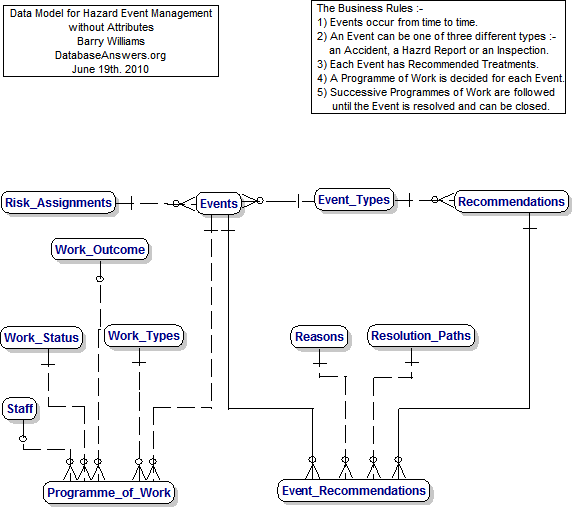 Data Model for Hazard Event Management
without Attributes
Barry Williams
DatabaseAnswers.org
June 19th. 2010
The Business Rules :-
1) Events occur from time to time.
2) An Event can be one of three different types :-
an Accident, a Hazrd Report or an Inspection.
3) Each Event has Recommended Treatments.
4) A Programme of Work is decided for each Event.
5) Successive Programmes of Work are followed
until the Event is resolved and can be closed.
Risk_Assignments
Events
Event_Types
Recommendations
Work_Outcome
Work_Status
Work_Types
Reasons
Resolution_Paths
Staff
Programme_of_Work
Event_Recommendations